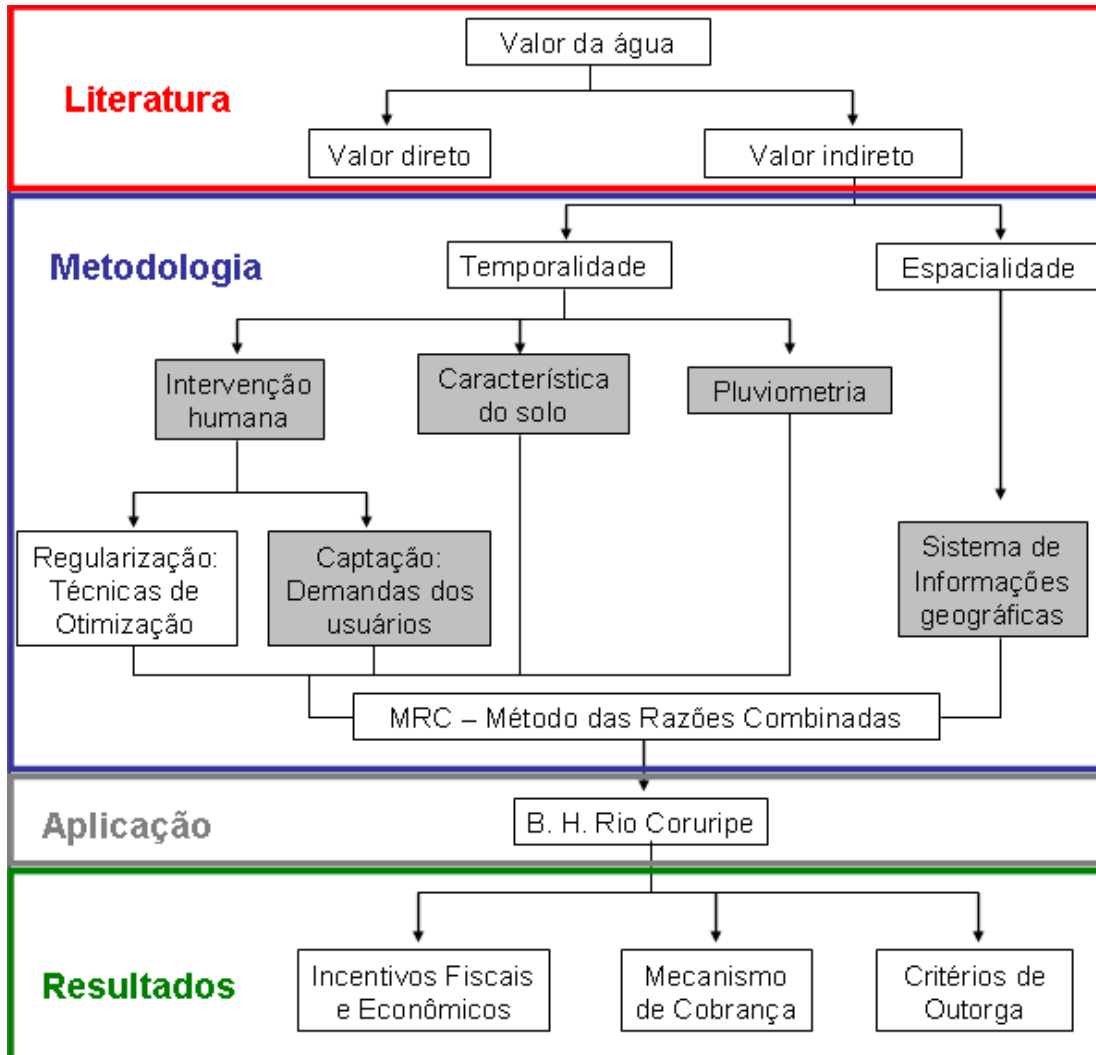 Valor da água
Literatura
Valor direto
Valor indireto
Metodologia
Temporalidade
Espacialidade
Intervenção
humana
Característica
do solo
Pluviometria
Regularização:
Técnicas de
Otimização
Captação:
Demandas dos
usuários
Sistema de
Informações
geográficas
MRC – Método das Razões Combinadas
Aplicação
B. H. Rio Coruripe
Resultados
Incentivos Fiscais
e Econômicos
Mecanismo
de Cobrança
Critérios de
Outorga